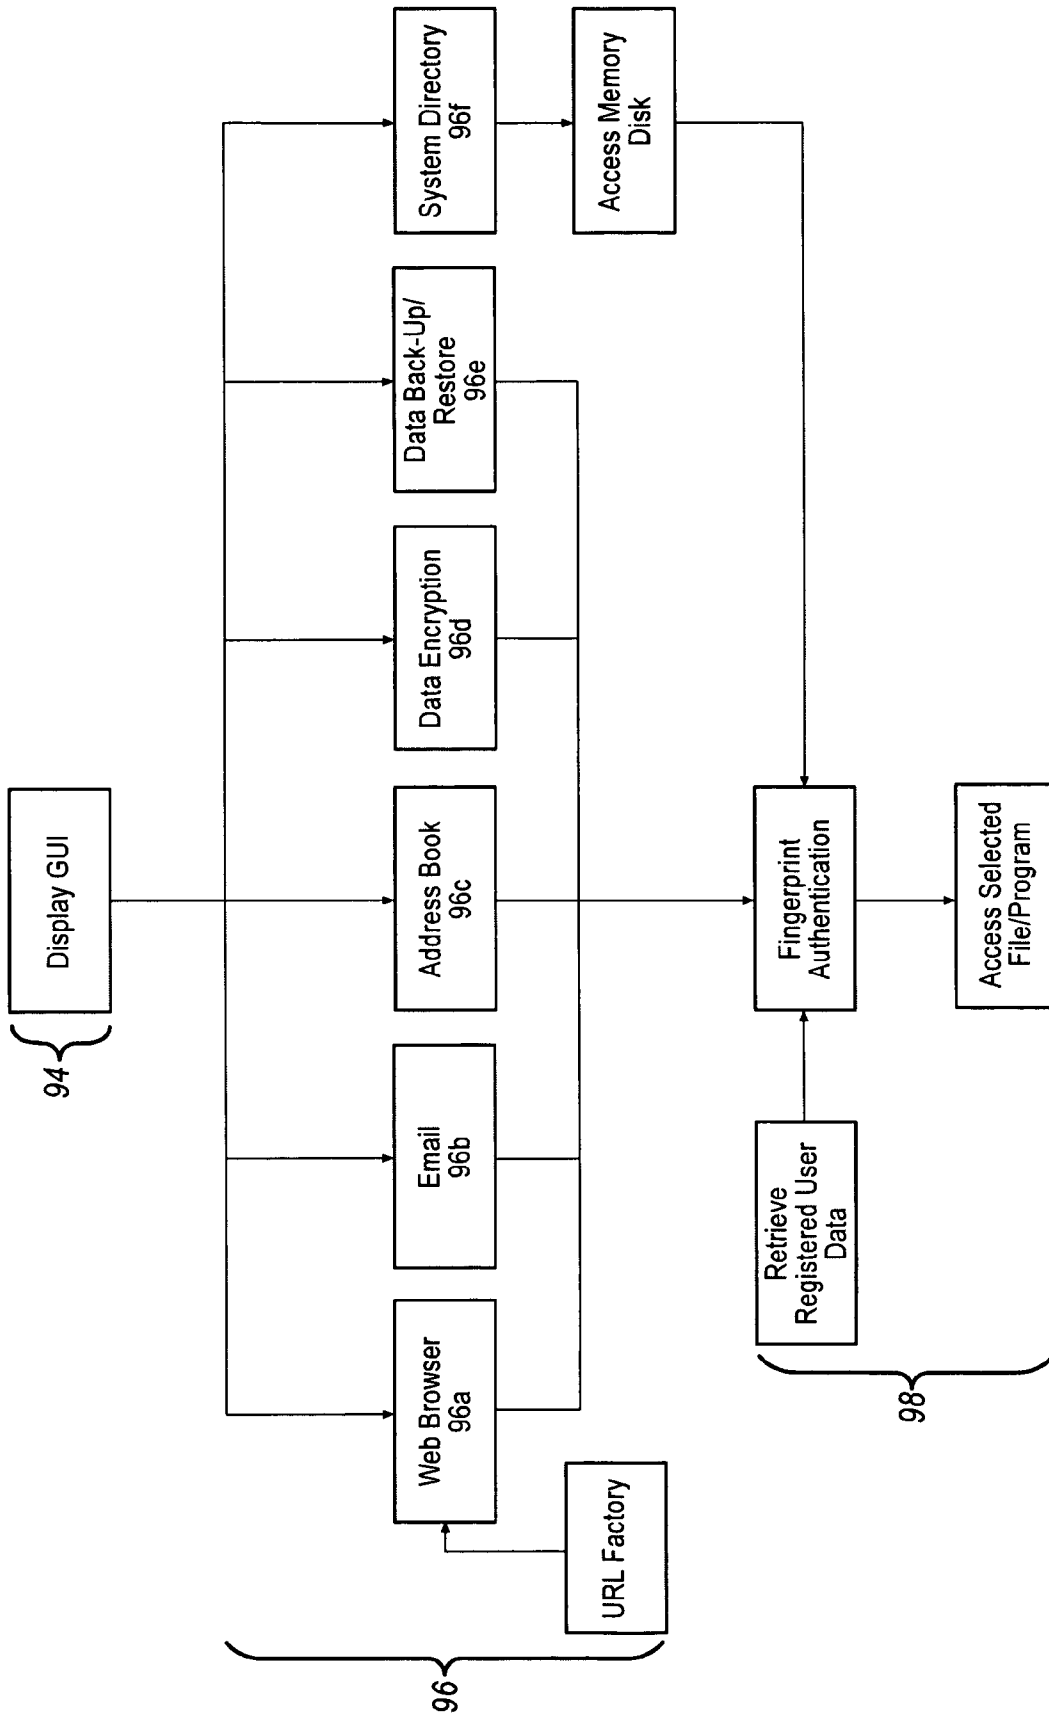 94
Display GUI
96
Web Browser
96a
Email
96b
Address Book
96c
Data Encryption
96d
Data Back-Up/
Restore
96e
System Directory
96f
URL Factory
Access Memory
Disk
98
Retrieve
Registered User
Data
Fingerprint
Authentication
Access Selected
File/Program